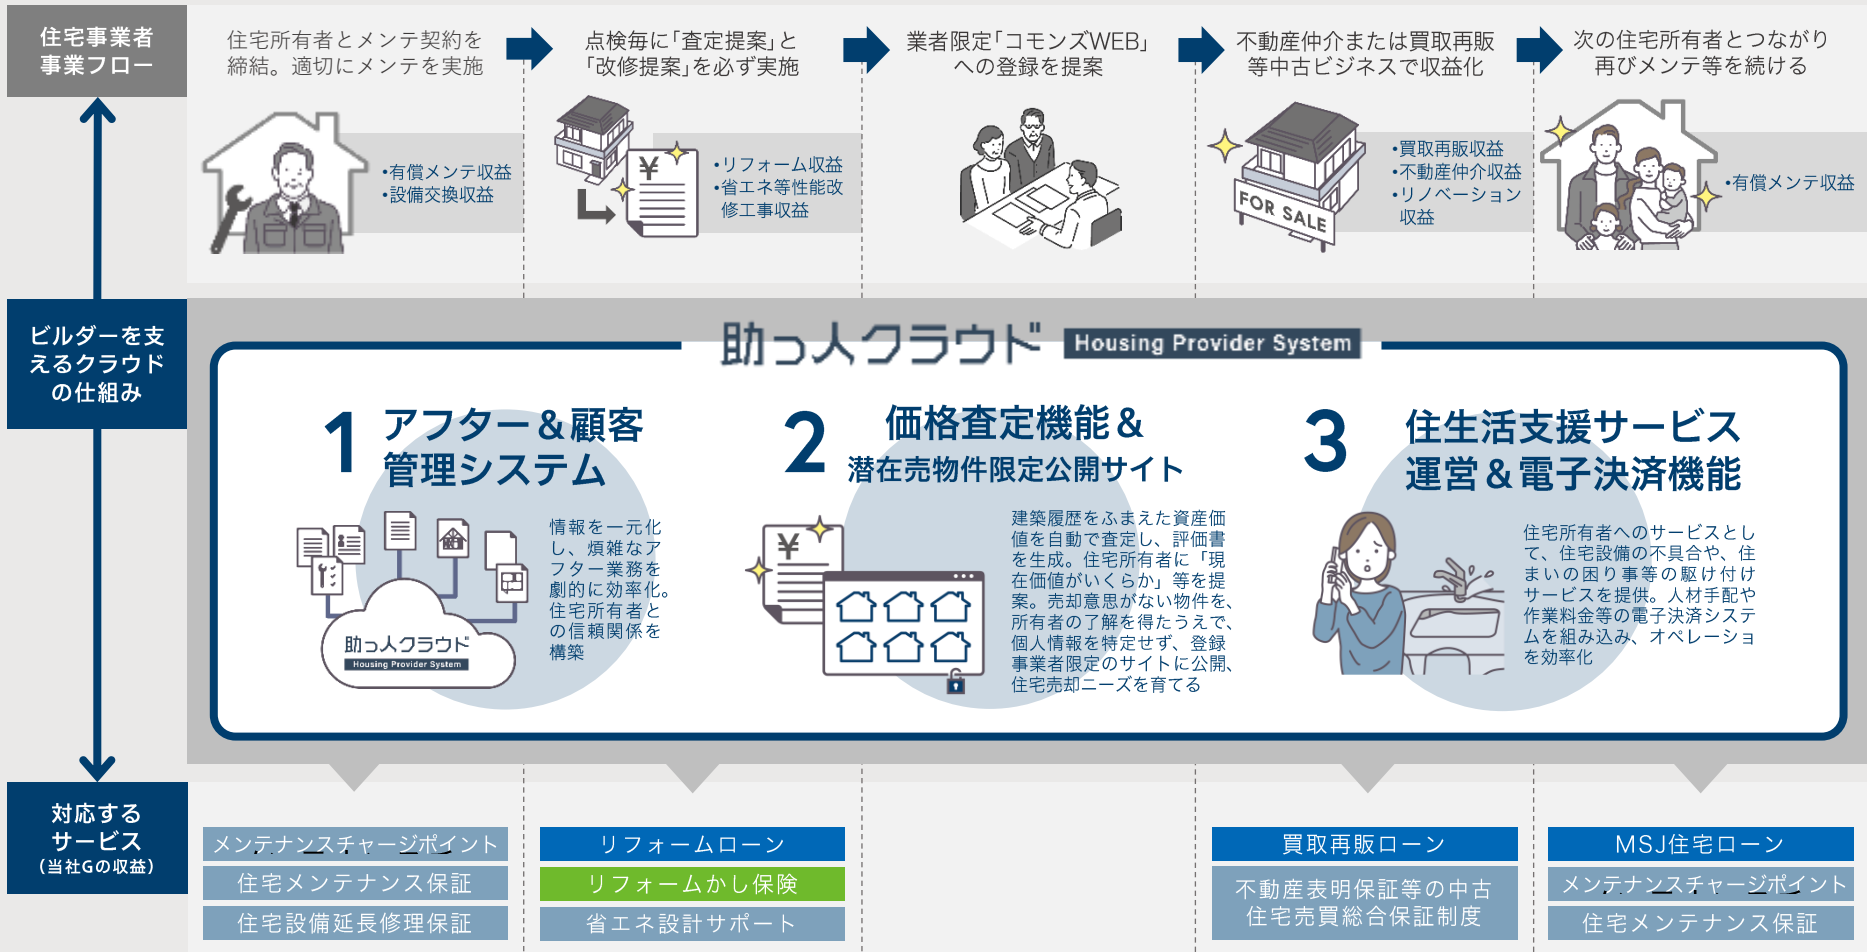 住宅事業者
事業フロー
住宅所有者とメンテ契約を
締結。適切にメンテを実施
点検毎に「査定提案」と
「改修提案」を必ず実施
業者限定「コモンズWEB」
への登録を提案
不動産仲介または買取再販
等中古ビジネスで収益化
次の住宅所有者とつながり
再びメンテ等を続ける
•有償メンテ収益
•設備交換収益
¥
•リフォーム収益
•省エネ等性能改
修工事収益
FOR SALE
•買取再販収益
•不動産仲介収益
•リノベーション
収益
•有償メンテ収益
ビルダーを支
えるクラウド
の仕組み
助っ人クラウド Housing Provider System
1 アフター＆顧客
管理システム
助っ人クラウド
Housing Provider System
情報を一元化
し、煩雑なア
フター業務を
劇的に効率化。
住宅所有者と
の信頼関係を
構築
2 価格査定機能＆
潜在売物件限定公開サイト
¥
建築履歴をふまえた資産価
値を自動で査定し、評価書
を生成。住宅所有者に「現
在価値がいくらか」等を提
案。売却意思がない物件を、
所有者の了解を得たうえで、
個人情報を特定せず、登録
事業者限定のサイトに公開、
住宅売却ニーズを育てる
3 住生活支援サービス
運営＆電子決済機能
住宅所有者へのサービスとし
て、住宅設備の不具合や、住
まいの困り事等の駆け付け
サービスを提供。人材手配や
作業料金等の電子決済システ
ムを組み込み、オペレーショ
を効率化
対応する
サービス
（当社Gの収益）
メンテナンスチャージポイント
住宅メンテナンス保証
住宅設備延長修理保証
リフォームローン
リフォームかし保険
省エネ設計サポート
買取再販ローン
不動産表明保証等の中古
住宅売買総合保証制度
MSJ住宅ローン
メンテナンスチャージポイント
住宅メンテナンス保証